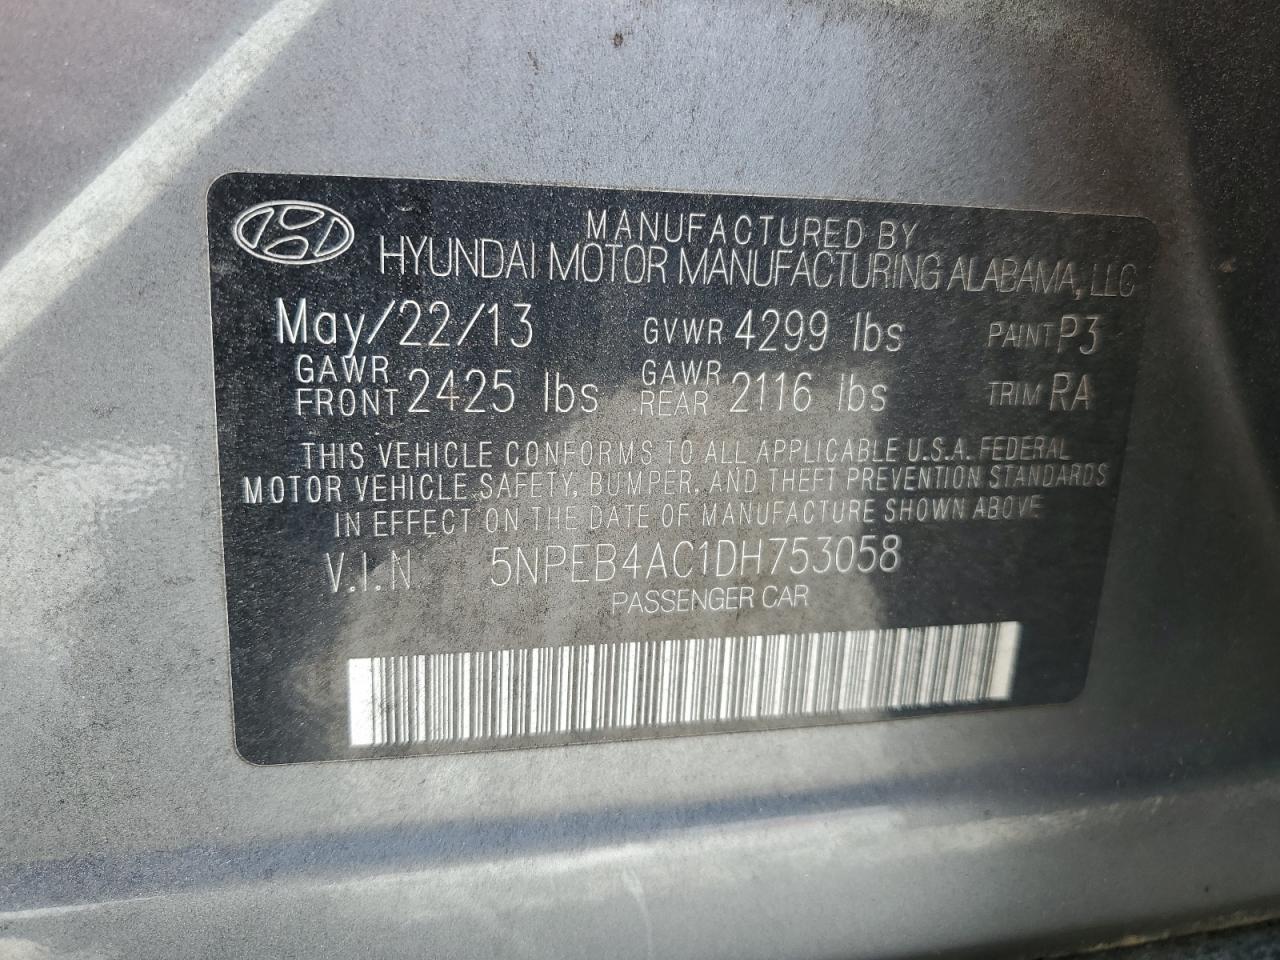 MANUFACTURED BY
HYUNDAI MOTOR MANUFACTURING ALABAMA, LLC
May/22/13 GVWR 4299 lbs PAINT P3
GAWR FRONT 2425 lbs GAWR REAR 2116 lbs TRIM RA
THIS VEHICLE CONFORMS TO ALL APPLICABLE U.S.A. FEDERAL
MOTOR VEHICLE SAFETY, BUMPER, AND THEFT PREVENTION STANDARDS
IN EFFECT ON THE DATE OF MANUFACTURE SHOWN ABOVE
V.I.N 5NPEB4AC1DH753058
PASSENGER CAR